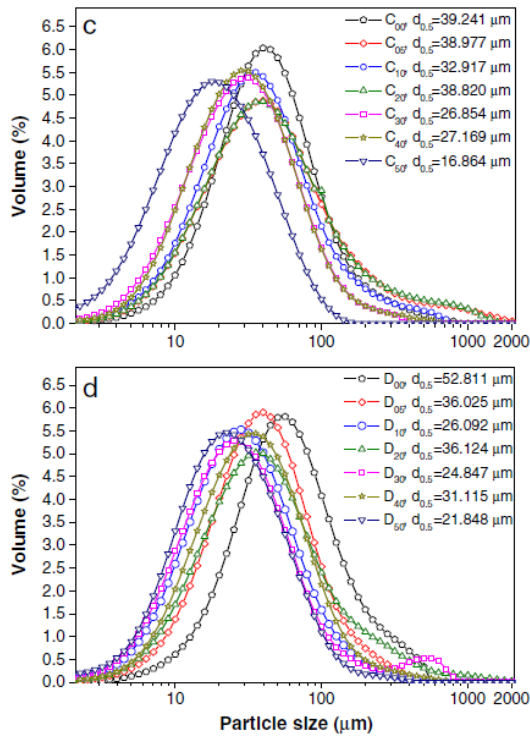 c
C₀₀, d₀.₅=39.241 μm
C₀₅, d₀.₅=38.977 μm
C₁₀, d₀.₅=32.917 μm
C₂₀, d₀.₅=38.820 μm
C₃₀, d₀.₅=26.854 μm
C₄₀, d₀.₅=27.169 μm
C₅₀, d₀.₅=16.864 μm
Volume (%)
6.5
6.0
5.5
5.0
4.5
4.0
3.5
3.0
2.5
2.0
1.5
1.0
0.5
0.0
10 100 1000 2000
d
D₀₀, d₀.₅=52.811 μm
D₀₅, d₀.₅=36.025 μm
D₁₀, d₀.₅=26.092 μm
D₂₀, d₀.₅=36.124 μm
D₃₀, d₀.₅=24.847 μm
D₄₀, d₀.₅=31.115 μm
D₅₀, d₀.₅=21.848 μm
Volume (%)
6.5
6.0
5.5
5.0
4.5
4.0
3.5
3.0
2.5
2.0
1.5
1.0
0.5
0.0
10 100 1000 2000
Particle size (μm)